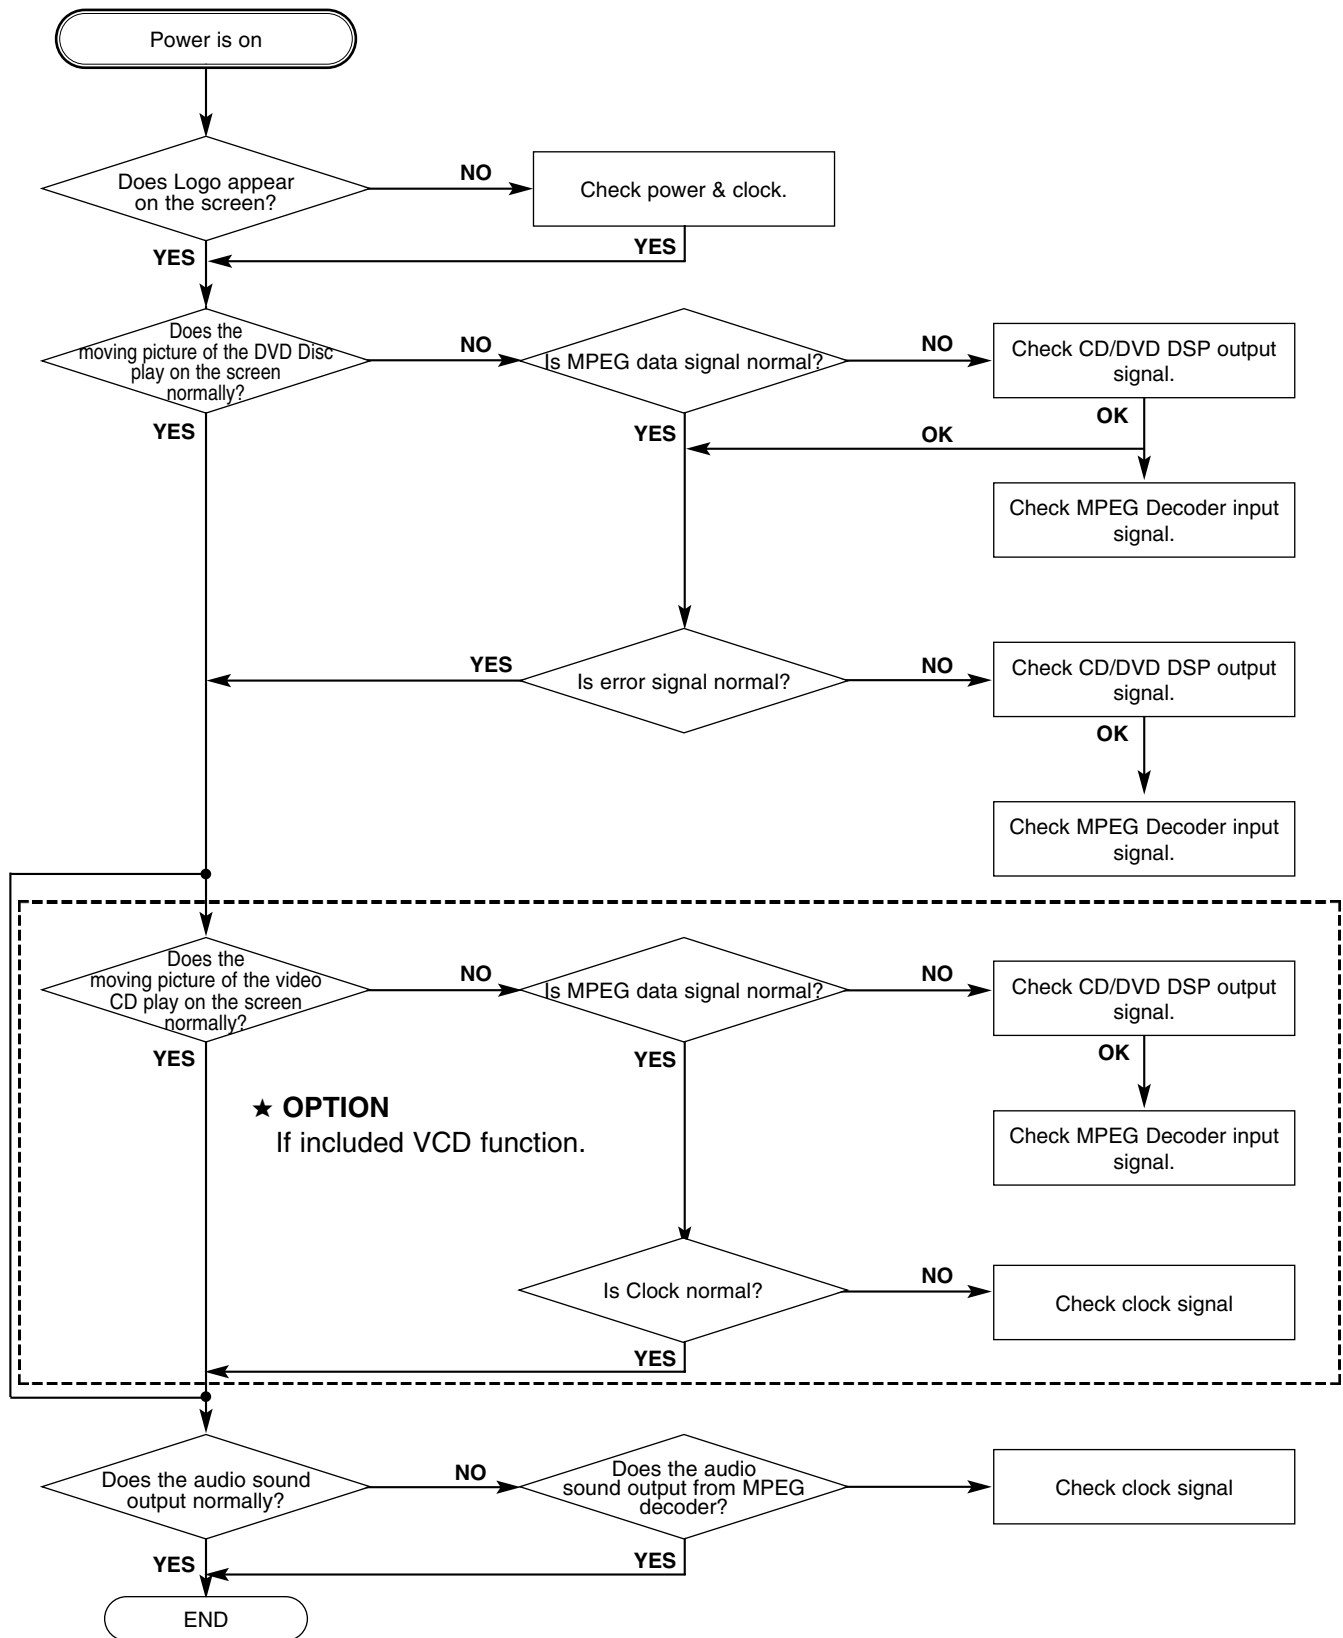 Power is on
Does Logo appear
on the screen?
NO
Check power & clock.
YES
YES
Does the
moving picture of the DVD Disc
play on the screen
normally?
NO
Is MPEG data signal normal?
NO
Check CD/DVD DSP output
signal.
YES
YES
OK
OK
Check MPEG Decoder input
signal.
YES
Is error signal normal?
NO
Check CD/DVD DSP output
signal.
OK
Check MPEG Decoder input
signal.
Does the
moving picture of the video
CD play on the screen
normally?
NO
Is MPEG data signal normal?
NO
Check CD/DVD DSP output
signal.
YES
YES
OK
★ OPTION
If included VCD function.
Check MPEG Decoder input
signal.
Is Clock normal?
NO
Check clock signal
YES
Does the audio sound
output normally?
NO
Does the audio
sound output from MPEG
decoder?
Check clock signal
YES
YES
END